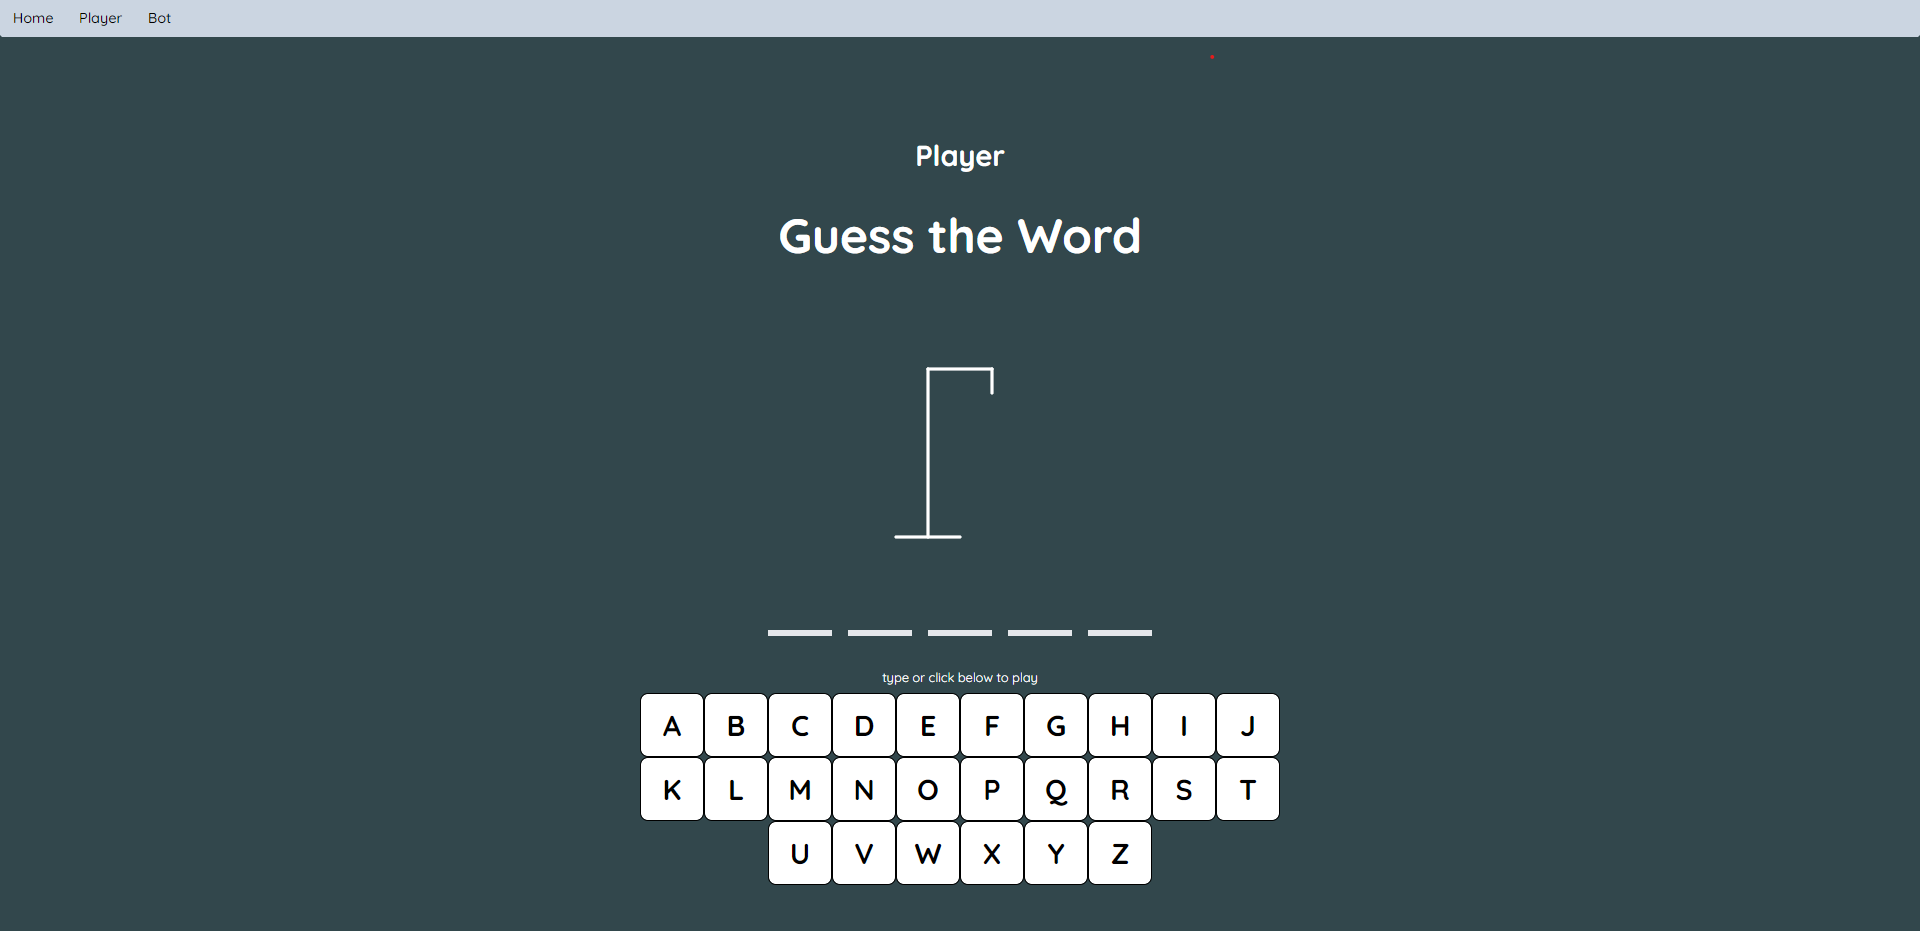 Home Player Bot
Player
Guess the Word
type or click below to play
A B C D E F G H I J
K L M N O P Q R S T
U V W X Y Z